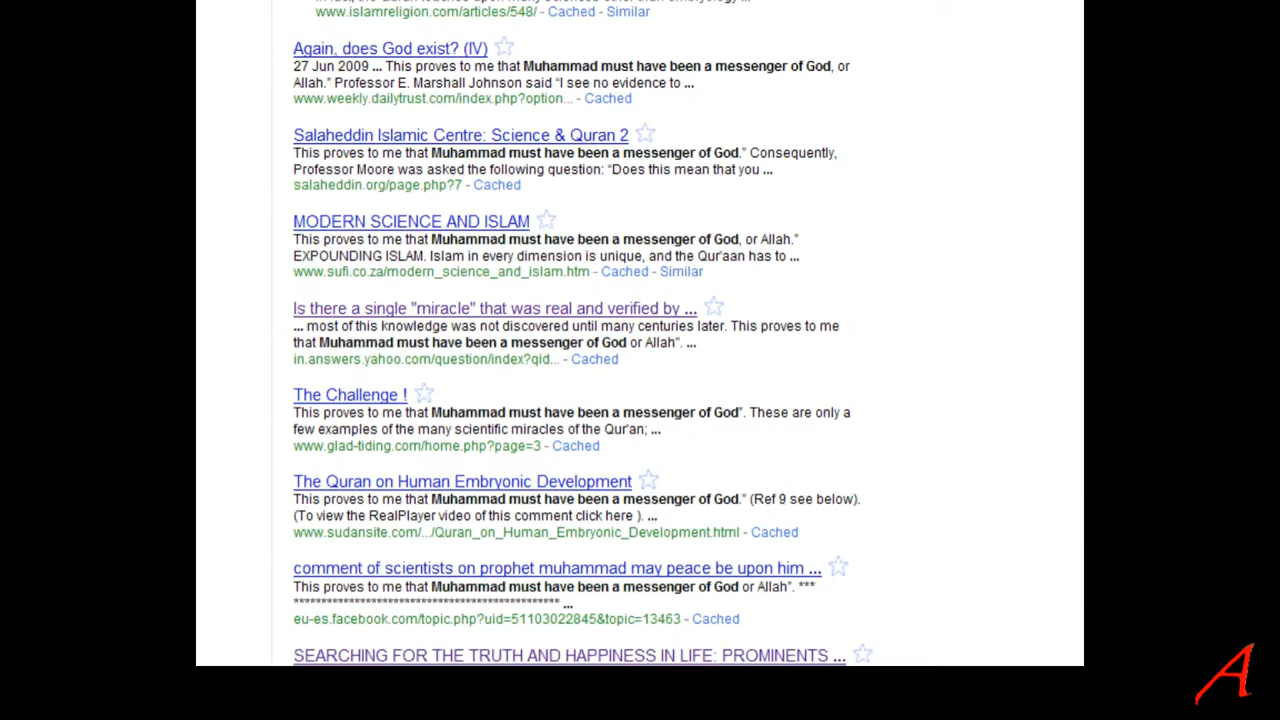 www.islamreligion.com/articles/548/ - Cached - Similar
Again, does God exist? (IV)
27 Jun 2009 ... This proves to me that Muhammad must have been a messenger of God, or
Allah.” Professor E. Marshall Johnson said “I see no evidence to ...
www.weekly.dailytrust.com/index.php?option... - Cached
Salaheddin Islamic Centre: Science & Quran 2
This proves to me that Muhammad must have been a messenger of God.” Consequently,
Professor Moore was asked the following question: “Does this mean that you ...
salaheddin.org/page.php?7 - Cached
MODERN SCIENCE AND ISLAM
This proves to me that Muhammad must have been a messenger of God, or Allah.”
EXPOUNDING ISLAM. Islam in every dimension is unique, and the Qur'aan has to ...
www.sufi.co.za/modern_science_and_islam.htm - Cached - Similar
Is there a single "miracle" that was real and verified by ...
... most of this knowledge was not discovered until many centuries later. This proves to me
that Muhammad must have been a messenger of God or Allah”. ...
in.answers.yahoo.com/question/index?qid... - Cached
The Challenge !
This proves to me that Muhammad must have been a messenger of God”. These are only a
few examples of the many scientific miracles of the Qur'an; ...
www.glad-tiding.com/home.php?page=3 - Cached
The Quran on Human Embryonic Development
This proves to me that Muhammad must have been a messenger of God.” (Ref 9 see below).
(To view the RealPlayer video of this comment click here ). ...
www.sudansite.com/.../Quran_on_Human_Embryonic_Development.html - Cached
comment of scientists on prophet muhammad may peace be upon him ...
This proves to me that Muhammad must have been a messenger of God or Allah”. ***
************************************************ ...
eu-es.facebook.com/topic.php?uid=51103022845&topic=13463 - Cached
SEARCHING FOR THE TRUTH AND HAPPINESS IN LIFE: PROMINENTS ...
A